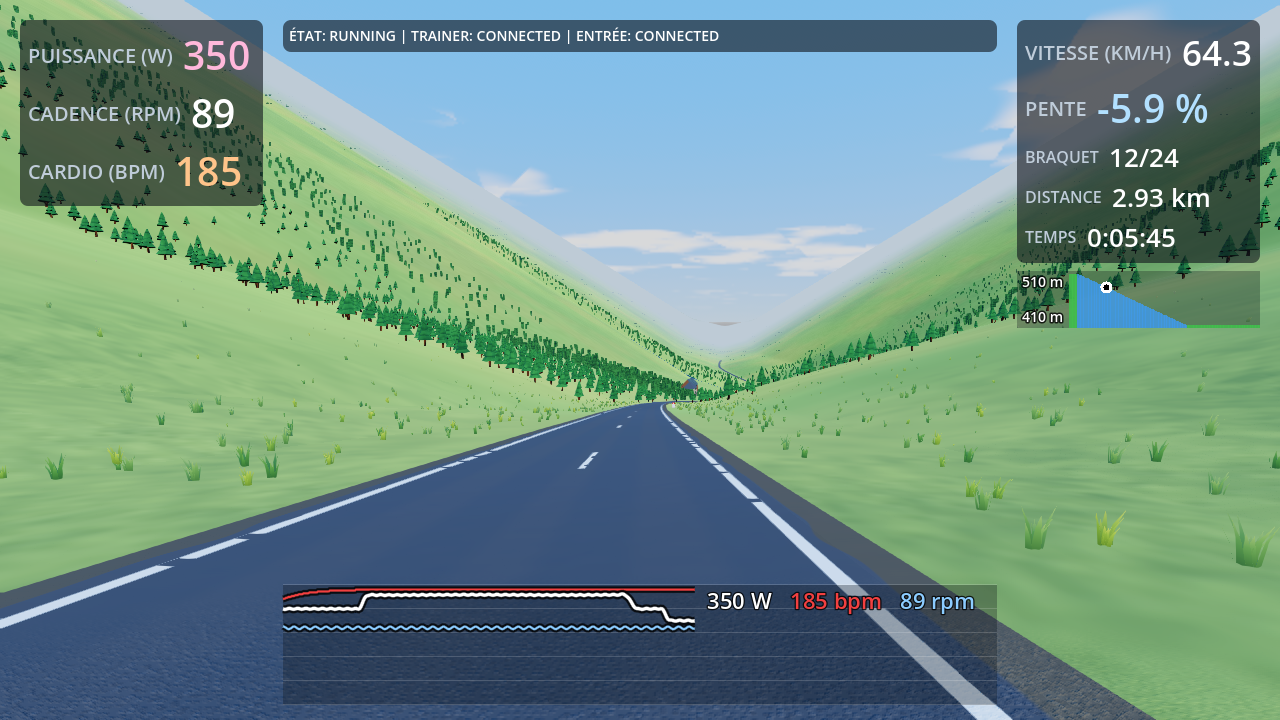 PUISSANCE (W) 350
CADENCE (RPM) 89
CARDIO (BPM) 185
ÉTAT: RUNNING | TRAINER: CONNECTED | ENTRÉE: CONNECTED
VITESSE (KM/H) 64.3
PENTE -5.9 %
BRAQUET 12/24
DISTANCE 2.93 km
TEMPS 0:05:45
510 m
410 m
350 W 185 bpm 89 rpm